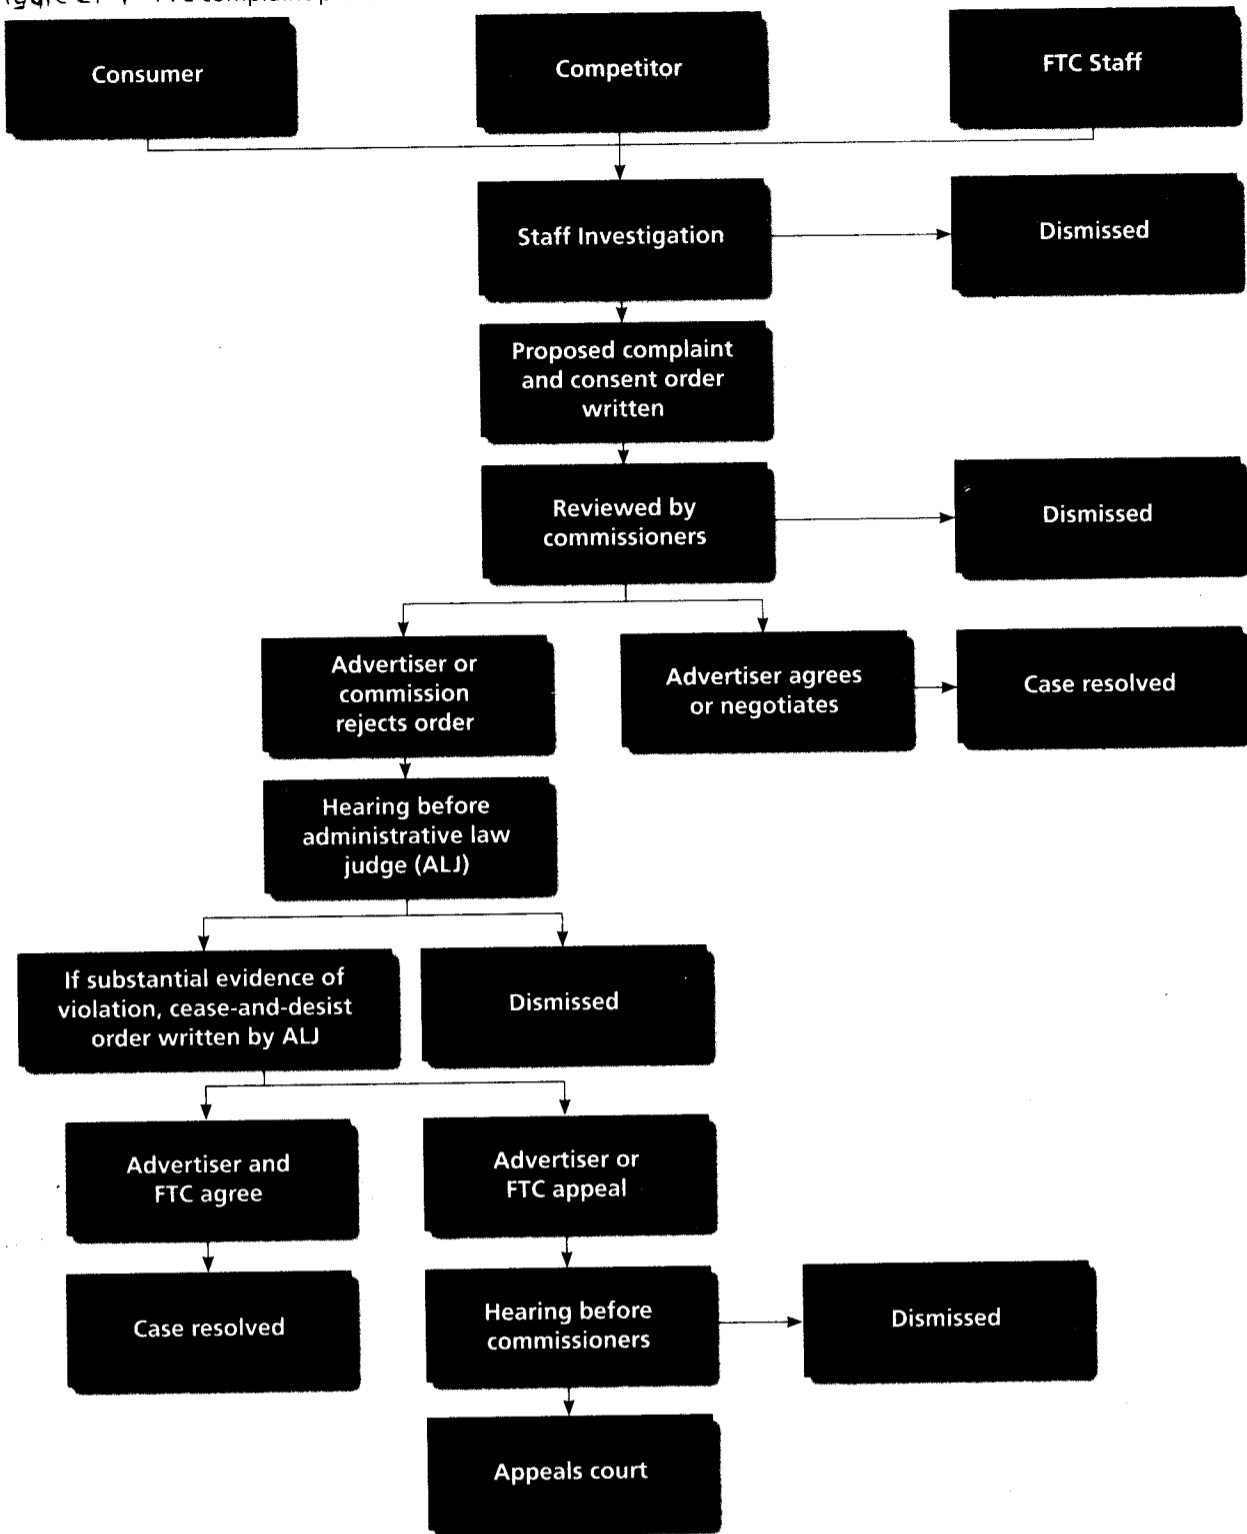 FTC complaint
Consumer
Competitor
FTC Staff
Staff Investigation
Dismissed
Proposed complaint
and consent order
written
Reviewed by
commissioners
Dismissed
Advertiser or
commission
rejects order
Advertiser agrees
or negotiates
Case resolved
Hearing before
administrative law
judge (ALJ)
If substantial evidence of
violation, cease-and-desist
order written by ALJ
Dismissed
Advertiser and
FTC agree
Advertiser or
FTC appeal
Case resolved
Hearing before
commissioners
Dismissed
Appeals court